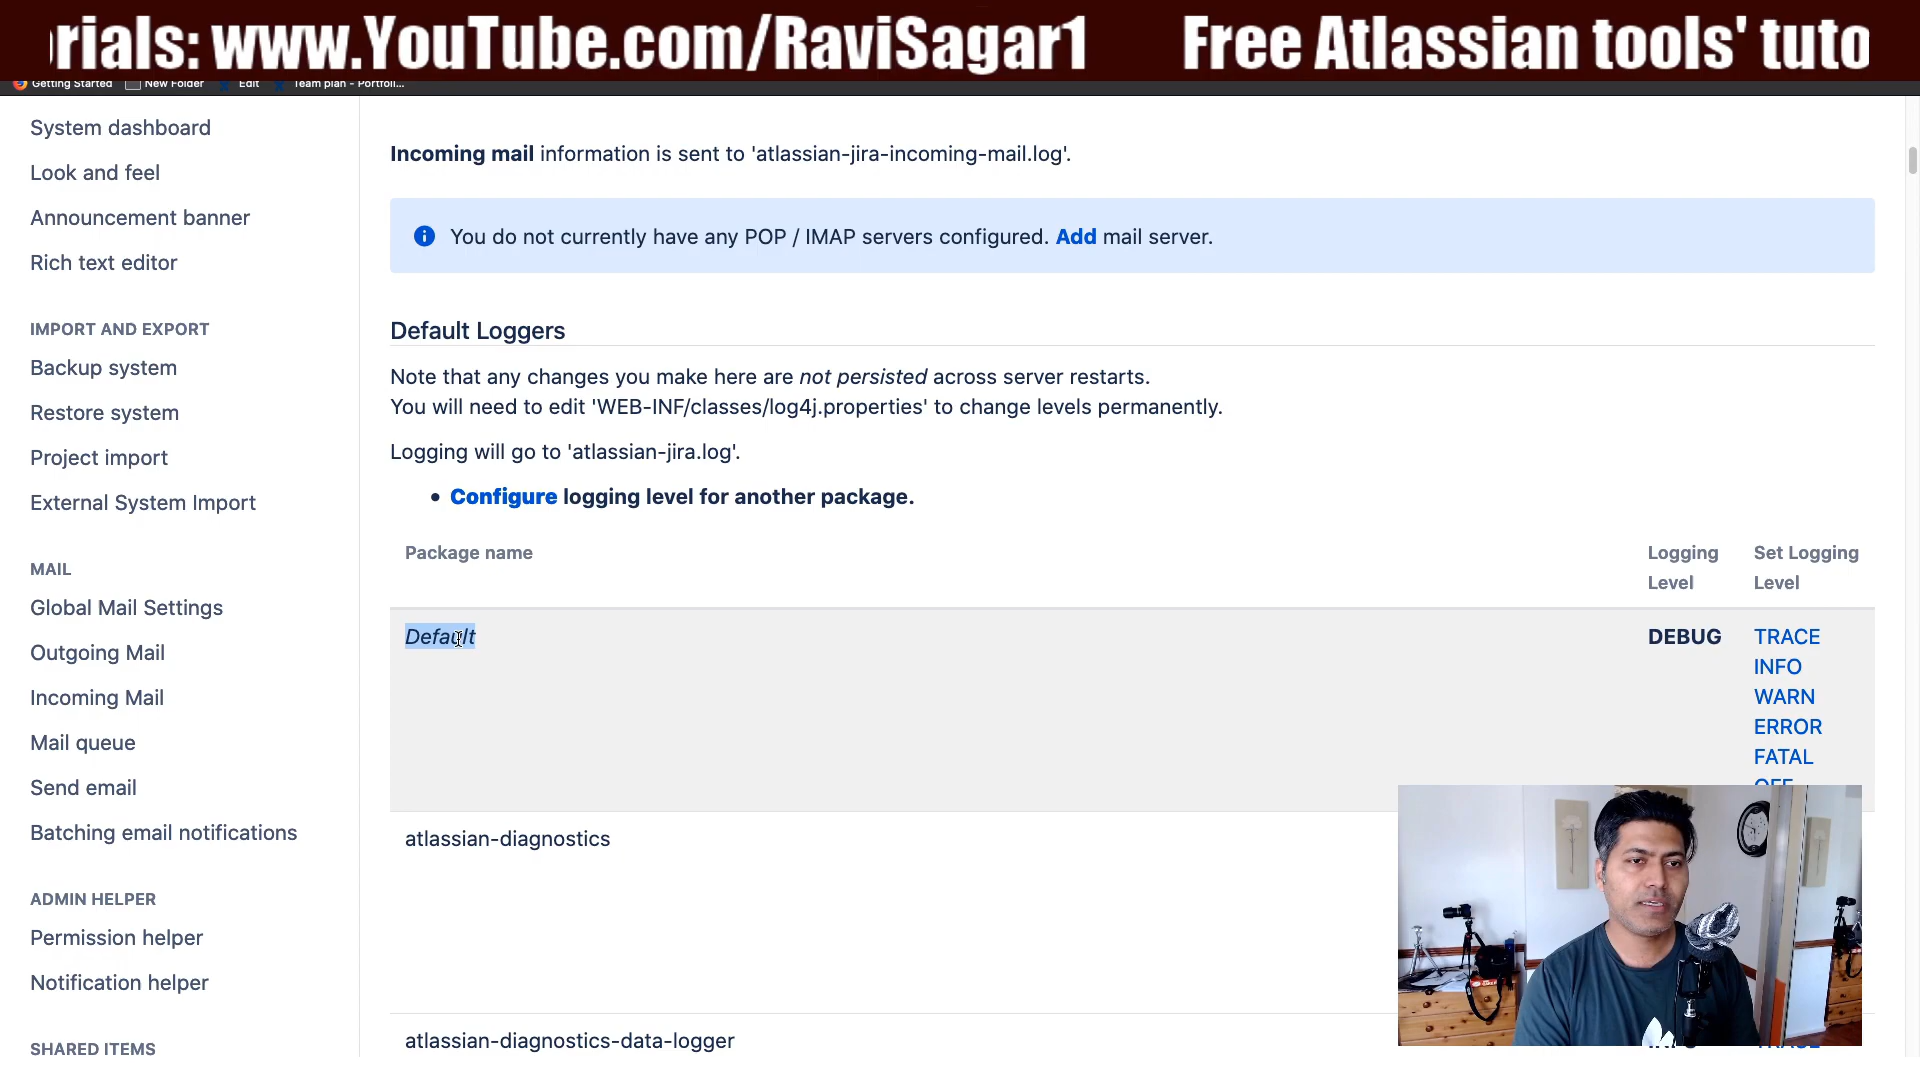 rials: www.YouTube.com/RaviSagar1 Free Atlassian tools' tuto
Getting Started New Folder Edit Team plan - Portfoli...
System dashboard
Look and feel
Announcement banner
Rich text editor
IMPORT AND EXPORT
Backup system
Restore system
Project import
External System Import
MAIL
Global Mail Settings
Outgoing Mail
Incoming Mail
Mail queue
Send email
Batching email notifications
ADMIN HELPER
Permission helper
Notification helper
SHARED ITEMS
Incoming mail information is sent to 'atlassian-jira-incoming-mail.log'.
You do not currently have any POP / IMAP servers configured. Add mail server.
Default Loggers
Note that any changes you make here are not persisted across server restarts.
You will need to edit 'WEB-INF/classes/log4j.properties' to change levels permanently.
Logging will go to 'atlassian-jira.log'.
• Configure logging level for another package.
Package name
Logging
Level
Set Logging
Level
Default
DEBUG
TRACE
INFO
WARN
ERROR
FATAL
OFF
atlassian-diagnostics
atlassian-diagnostics-data-logger
INFO
TRACE